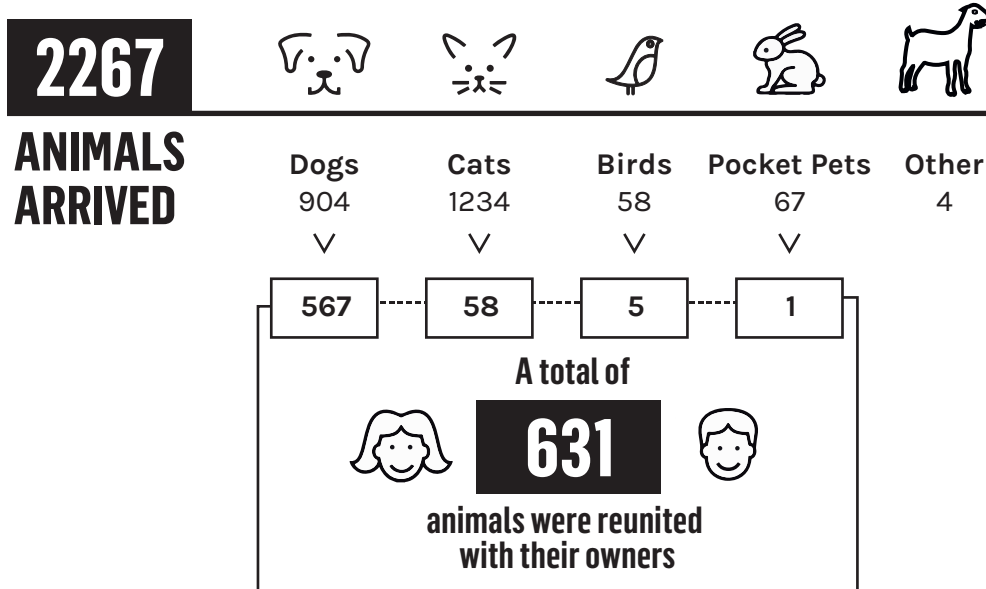 2267
ANIMALS
ARRIVED
Dogs Cats Birds Pocket Pets Other
904 1234 58 67 4
567 58 5 1
A total of
631
animals were reunited
with their owners